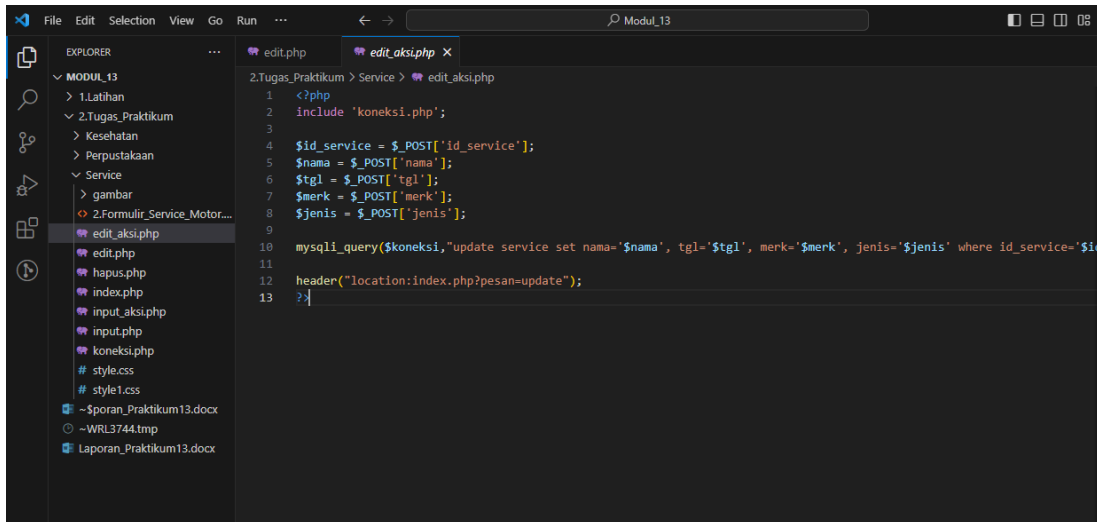 File Edit Selection View Go Run ··· Modul_13
EXPLORER ···
MODUL_13
1.Latihan
2.Tugas_Praktikum
Kesehatan
Perpustakaan
Service
gambar
2.Formulir_Service_Motor....
edit_aksi.php
edit.php
hapus.php
index.php
input_aksi.php
input.php
koneksi.php
# style.css
# style1.css
~$poran_Praktikum13.docx
~WRL3744.tmp
Laporan_Praktikum13.docx
edit.php edit_aksi.php
2.Tugas_Praktikum > Service > edit_aksi.php
1 <?php
2 include 'koneksi.php';
3
4 $id_service = $_POST['id_service'];
5 $nama = $_POST['nama'];
6 $tgl = $_POST['tgl'];
7 $merk = $_POST['merk'];
8 $jenis = $_POST['jenis'];
9
10 mysqli_query($koneksi,"update service set nama='$nama', tgl='$tgl', merk='$merk', jenis='$jenis' where id_service='$i
11
12 header("location:index.php?pesan=update");
13 ?>